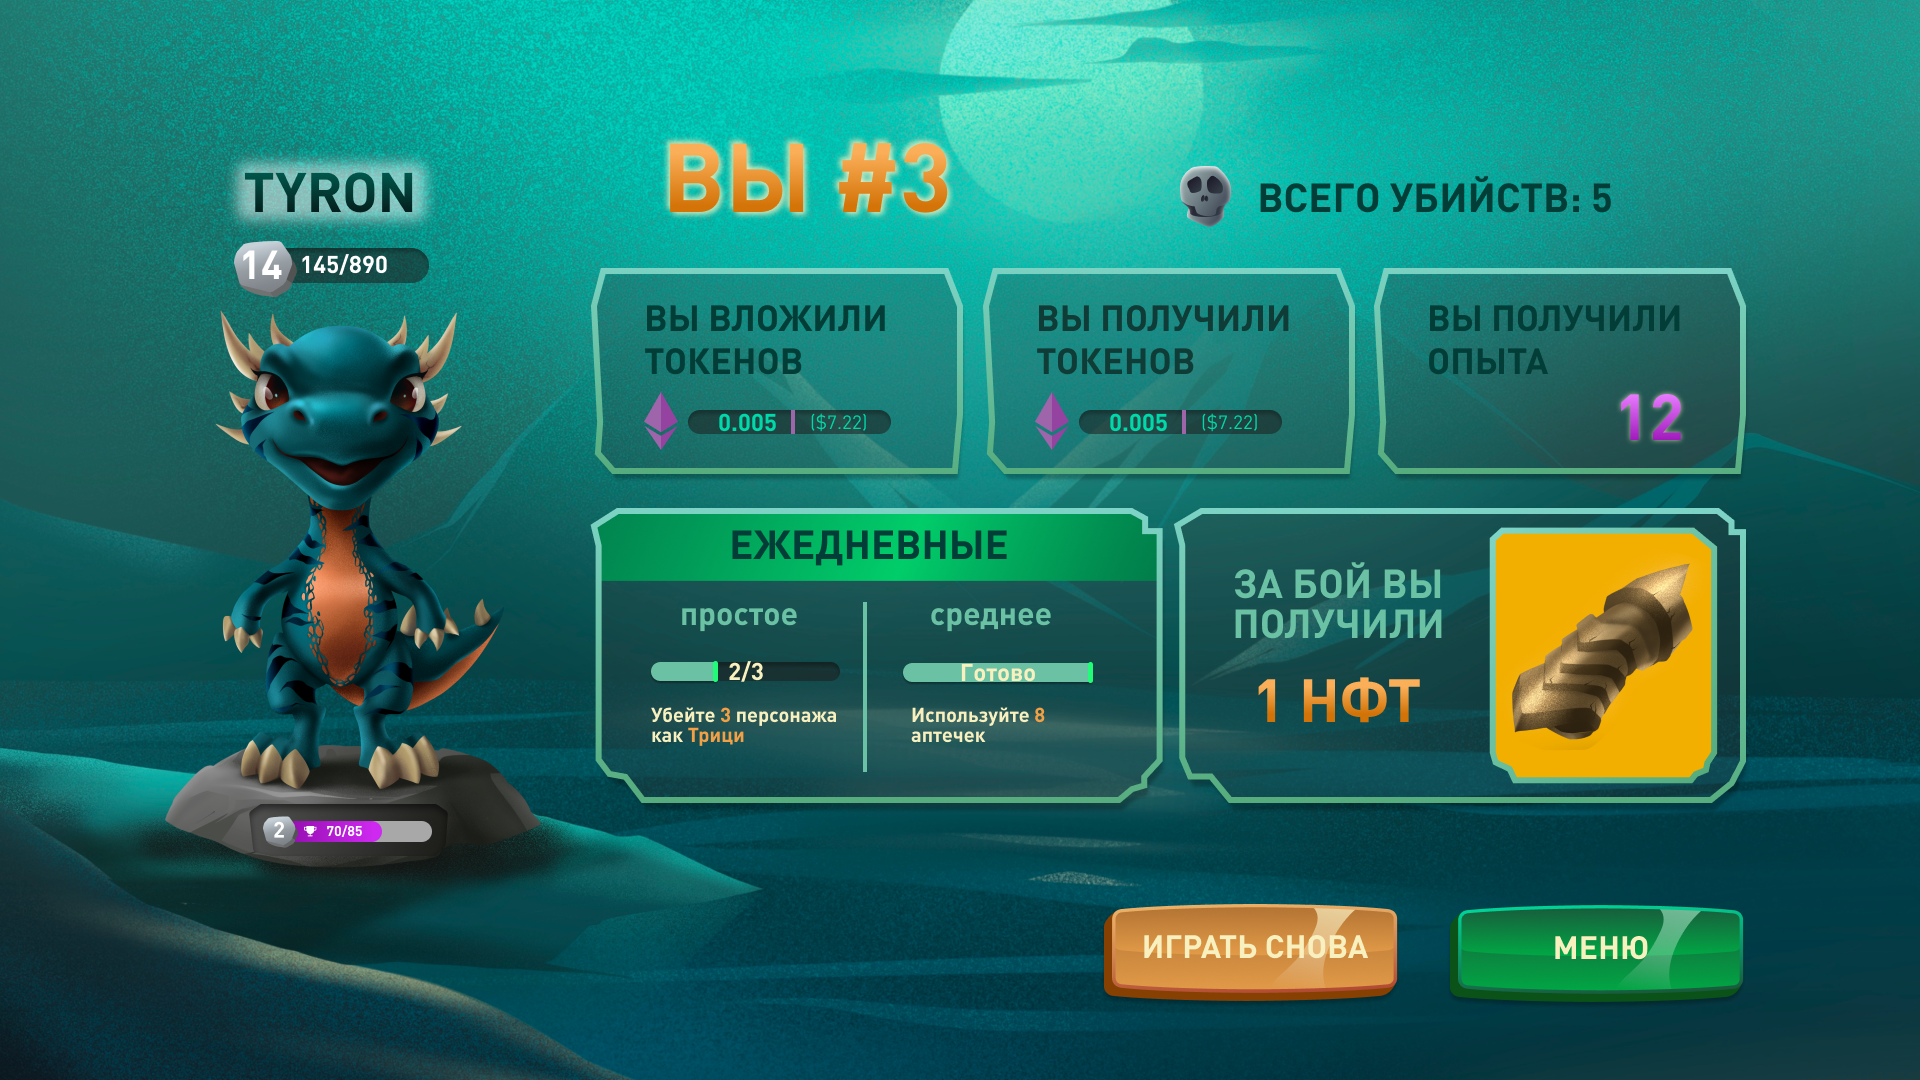 TYRON
14
145/890
ВЫ #3
ВСЕГО УБИЙСТВ: 5
ВЫ ВЛОЖИЛИ
ТОКЕНОВ
0.005 ($7.22)
ВЫ ПОЛУЧИЛИ
ТОКЕНОВ
0.005 ($7.22)
ВЫ ПОЛУЧИЛИ
ОПЫТА
12
ЕЖЕДНЕВНЫЕ
простое
2/3
Убейте 3 персонажа
как Трици
среднее
Готово
Используйте 8
аптечек
ЗА БОЙ ВЫ
ПОЛУЧИЛИ
1 НФТ
2
70/85
ИГРАТЬ СНОВА
МЕНЮ